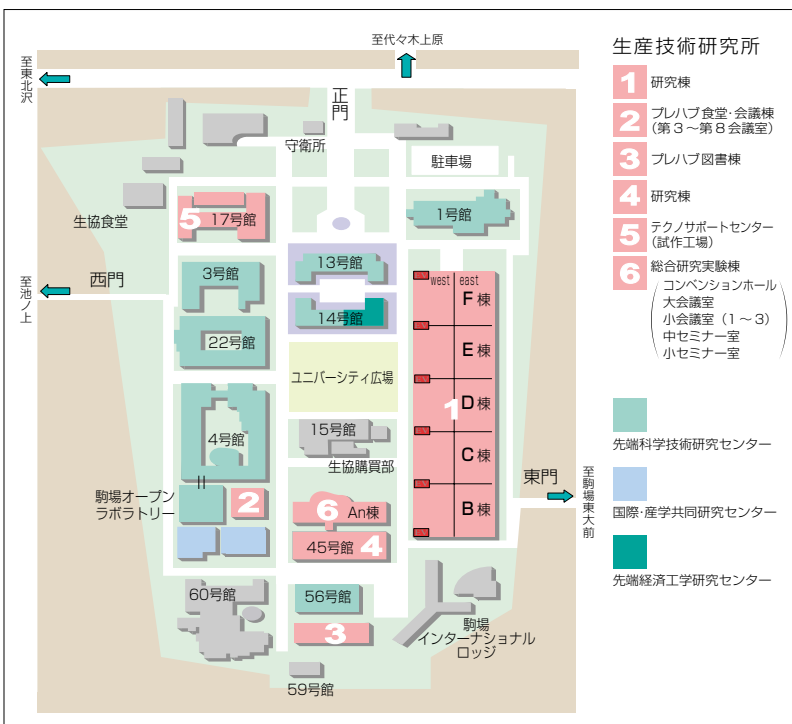 至代々木上原
至東北沢
正門
守衛所
駐車場
生協食堂
5
17号館
1号館
至池ノ上
西門
3号館
13号館
west
east
F棟
14号館
22号館
E棟
ユニバーシティ広場
1
D棟
4号館
15号館
生協購買部
C棟
東門
至駒場東大前
駒場オープン
ラボラトリー
2
6
An棟
B棟
45号館
4
60号館
56号館
3
駒場
インターナショナル
ロッジ
59号館
生産技術研究所
1 研究棟
2 プレハブ食堂・会議棟
(第3〜第8会議室)
3 プレハブ図書棟
4 研究棟
5 テクノサポートセンター
(試作工場)
6 総合研究実験棟
コンベンションホール
大会議室
小会議室(1〜3)
中セミナー室
小セミナー室
先端科学技術研究センター
国際・産学共同研究センター
先端経済工学研究センター